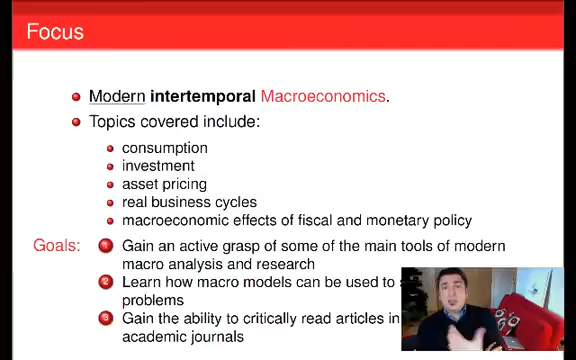 Focus
Modern intertemporal Macroeconomics.
Topics covered include:
consumption
investment
asset pricing
real business cycles
macroeconomic effects of fiscal and monetary policy
Goals: 1 Gain an active grasp of some of the main tools of modern
macro analysis and research
2 Learn how macro models can be used to
problems
3 Gain the ability to critically read articles in
academic journals